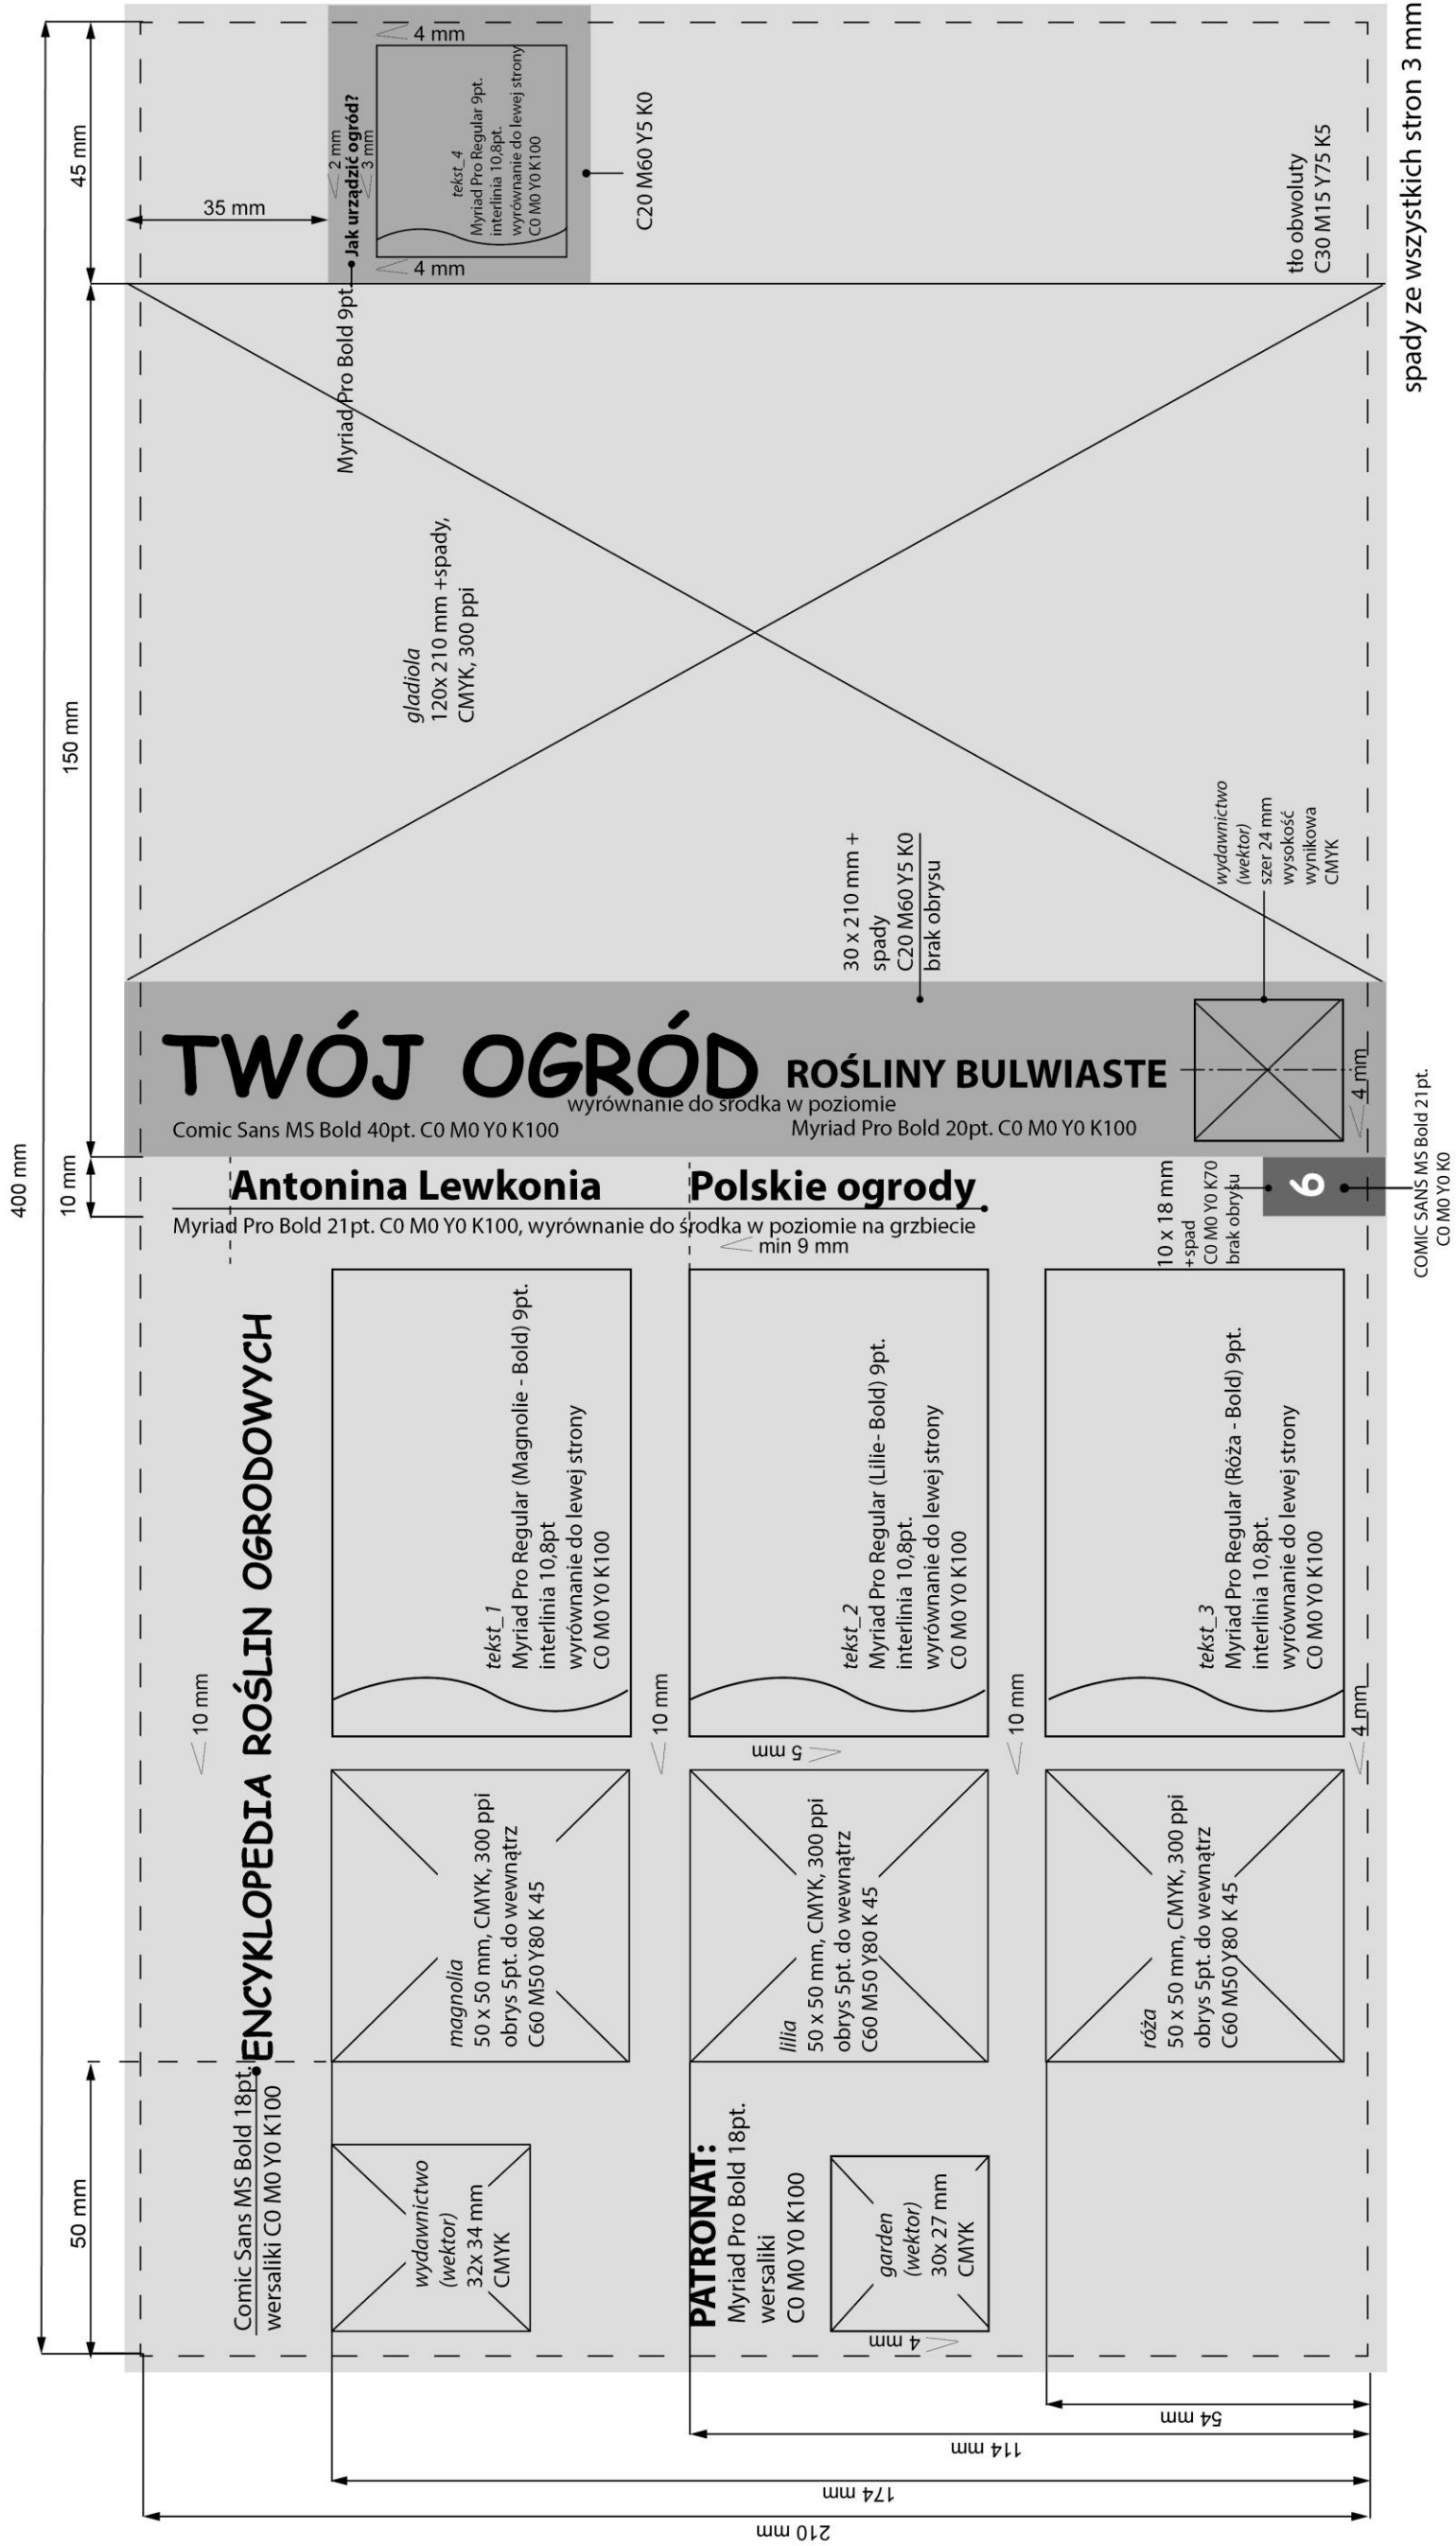 400 mm
50 mm
10 mm
150 mm
45 mm
210 mm
174 mm
114 mm
54 mm
Comic Sans MS Bold 18pt.
wersaliki C0 M0 Y0 K100
ENCYKLOPEDIA ROŚLIN OGRODOWYCH
10 mm
wydawnictwo
(wektor)
32x 34 mm
CMYK
magnolia
50 x 50 mm, CMYK, 300 ppi
obrys 5pt. do wewnątrz
C60 M50 Y80 K 45
tekst_1
Myriad Pro Regular (Magnolie - Bold) 9pt.
interlinia 10,8pt
wyrównanie do lewej strony
C0 M0 Y0 K100
10 mm
PATRONAT:
Myriad Pro Bold 18pt.
wersaliki
C0 M0 Y0 K100
garden
(wektor)
30x 27 mm
CMYK
4 mm
lilia
50 x 50 mm, CMYK, 300 ppi
obrys 5pt. do wewnątrz
C60 M50 Y80 K 45
5 mm
tekst_2
Myriad Pro Regular (Lilie- Bold) 9pt.
interlinia 10,8pt.
wyrównanie do lewej strony
C0 M0 Y0 K100
min 9 mm
10 mm
róża
50 x 50 mm, CMYK, 300 ppi
obrys 5pt. do wewnątrz
C60 M50 Y80 K 45
tekst_3
Myriad Pro Regular (Róża - Bold) 9pt.
interlinia 10,8pt.
wyrównanie do lewej strony
C0 M0 Y0 K100
4 mm
Antonina Lewkonia
Polskie ogrody
Myriad Pro Bold 21pt. C0 M0 Y0 K100, wyrównanie do środka w poziomie na grzbiecie
10 x 18 mm
+spad
C0 M0 Y0 K70
brak obrysu
6
COMIC SANS MS Bold 21pt.
C0 M0 Y0 K0
TWÓJ OGRÓD
ROŚLINY BULWIASTE
wyrównanie do środka w poziomie
Comic Sans MS Bold 40pt. C0 M0 Y0 K100
Myriad Pro Bold 20pt. C0 M0 Y0 K100
4 mm
30 x 210 mm +
spady
C20 M60 Y5 K0
brak obrysu
wydawnictwo
(wektor)
szer 24 mm
wysokość
wynikowa
CMYK
gladiola
120x 210 mm +spady,
CMYK, 300 ppi
35 mm
Myriad Pro Bold 9pt.
2 mm
Jak urządzić ogród?
3 mm
4 mm
4 mm
tekst_4
Myriad Pro Regular 9pt.
interlinia 10,8pt.
wyrównanie do lewej strony
C0 M0 Y0 K100
C20 M60 Y5 K0
tło obwoluty
C30 M15 Y75 K5
spady ze wszystkich stron 3 mm